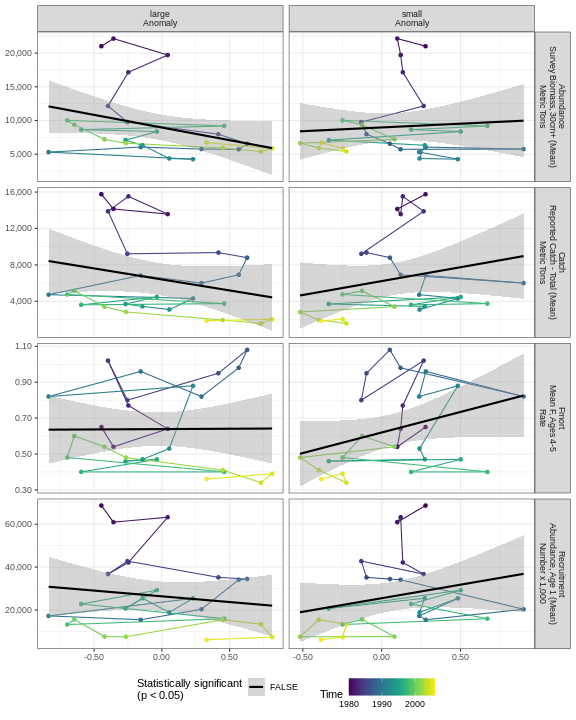 large
Anomaly
small
Anomaly
20,000
15,000
10,000
5,000
Abundance
Survey Biomass, 30cm+ (Mean)
Metric Tons
16,000
12,000
8,000
4,000
Catch
Reported Catch - Total (Mean)
Metric Tons
1.10
0.90
0.70
0.50
0.30
Fmort
Mean F, Ages 4-5
Rate
60,000
40,000
20,000
Recruitment
Abundance, Age 1 (Mean)
Number x 1,000
-0.50
0.00
0.50
-0.50
0.00
0.50
Statistically significant
(p < 0.05)
FALSE
Time
1980
1990
2000